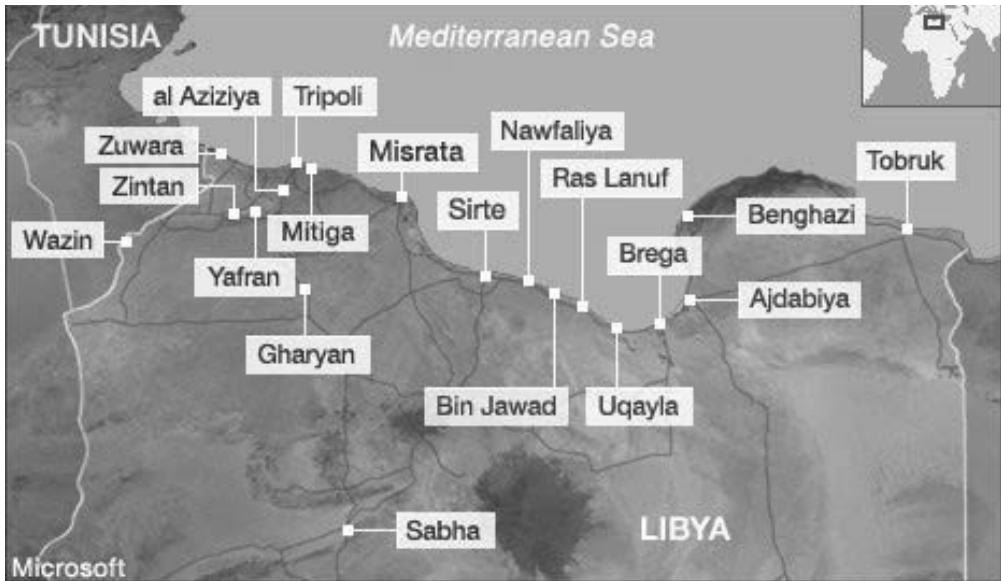 TUNISIA
Mediterranean Sea
al Aziziya
Tripoli
Zuwara
Misrata
Nawfaliya
Tobruk
Zintan
Sirte
Ras Lanuf
Benghazi
Wazin
Mitiga
Brega
Yafran
Ajdabiya
Gharyan
Bin Jawad
Uqayla
Sabha
LIBYA
Microsoft